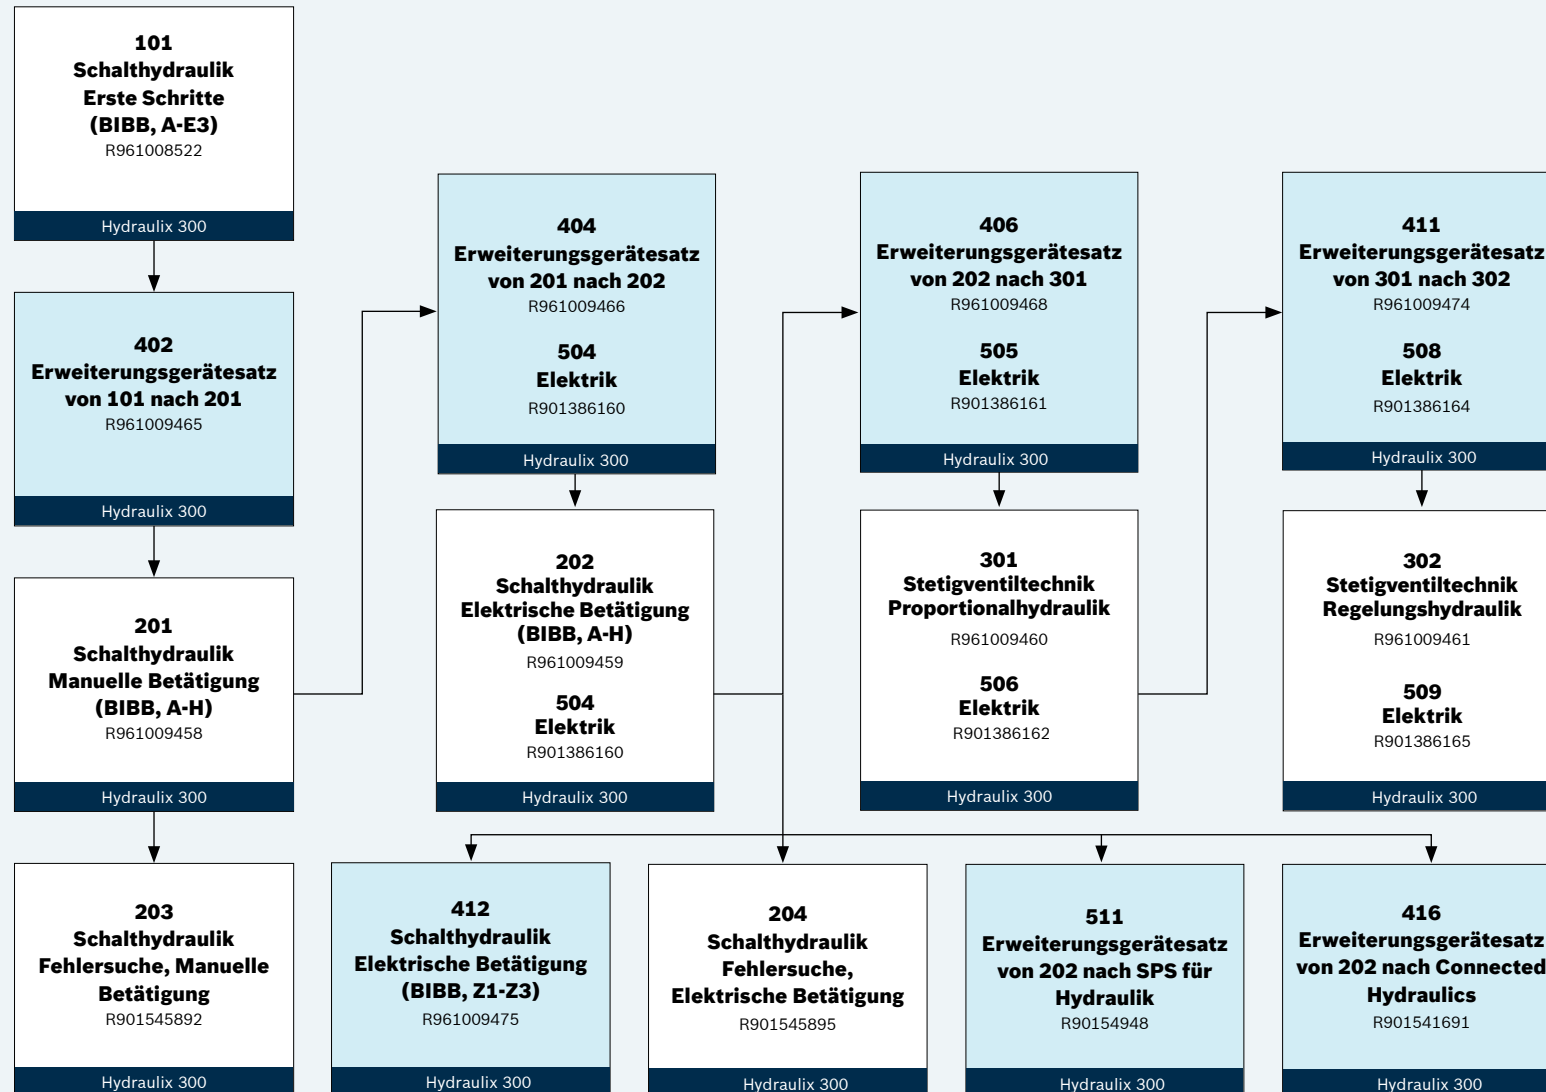 101
Schalthydraulik
Erste Schritte
(BIBB, A-E3)
R961008522
Hydraulix 300
402
Erweiterungsgerätesatz
von 101 nach 201
R961009465
Hydraulix 300
201
Schalthydraulik
Manuelle Betätigung
(BIBB, A-H)
R961009458
Hydraulix 300
203
Schalthydraulik
Fehlersuche, Manuelle
Betätigung
R901545892
Hydraulix 300
404
Erweiterungsgerätesatz
von 201 nach 202
R961009466
504
Elektrik
R901386160
Hydraulix 300
202
Schalthydraulik
Elektrische Betätigung
(BIBB, A-H)
R961009459
504
Elektrik
R901386160
Hydraulix 300
406
Erweiterungsgerätesatz
von 202 nach 301
R961009468
505
Elektrik
R901386161
Hydraulix 300
301
Stetigventiltechnik
Proportionalhydraulik
R961009460
506
Elektrik
R901386162
Hydraulix 300
411
Erweiterungsgerätesatz
von 301 nach 302
R961009474
508
Elektrik
R901386164
Hydraulix 300
302
Stetigventiltechnik
Regelungshydraulik
R961009461
509
Elektrik
R901386165
Hydraulix 300
412
Schalthydraulik
Elektrische Betätigung
(BIBB, Z1-Z3)
R961009475
Hydraulix 300
204
Schalthydraulik
Fehlersuche,
Elektrische Betätigung
R901545895
Hydraulix 300
511
Erweiterungsgerätesatz
von 202 nach SPS für
Hydraulik
R90154948
Hydraulix 300
416
Erweiterungsgerätesatz
von 202 nach Connected
Hydraulics
R901541691
Hydraulix 300